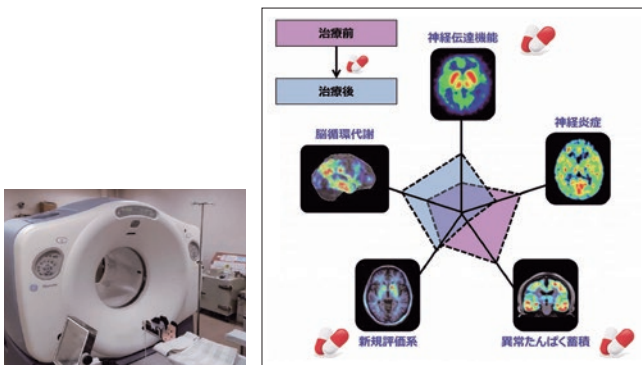 治療前
治療後
神経伝達機能
脳循環代謝
神経炎症
新規評価系
異常たんぱく蓄積